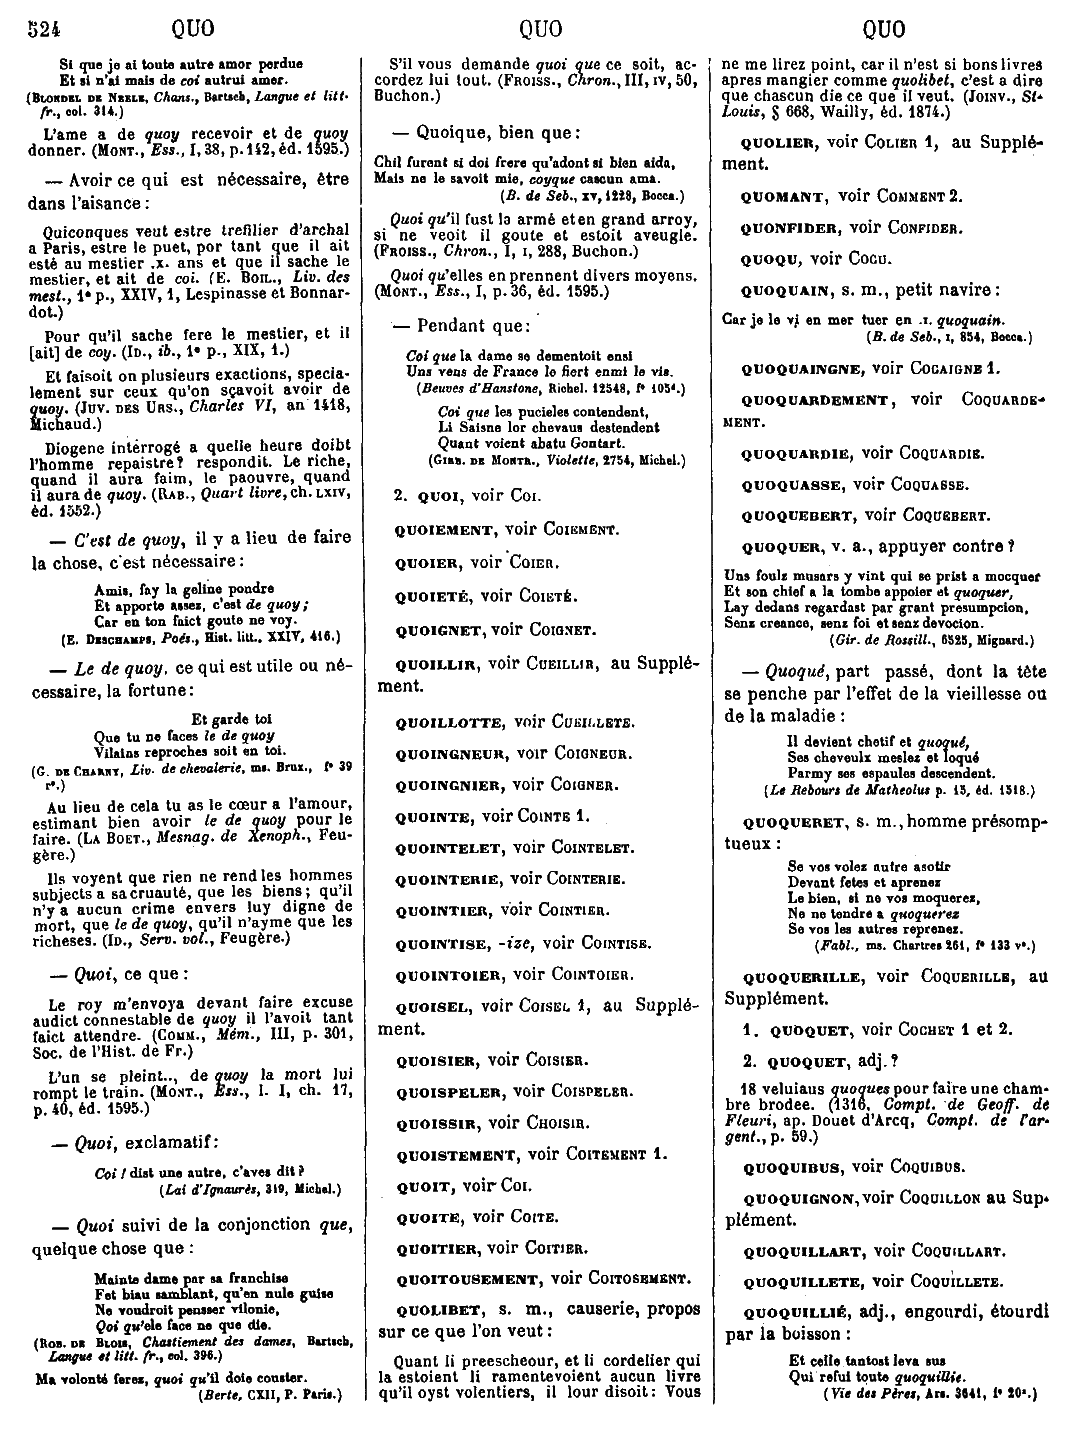 524 QUO QUO QUO
Si que je ai toute autre amor perdue
Et si n'ai mais de coi autrui amer.
(BLONDEL DE NEELE, Chans., Bartsch, Langue et litt.
fr., col. 314.)
L'ame a de quoy recevoir et de quoy
donner. (MONT., Ess., I, 38, p. 142, éd. 1595.)
— Avoir ce qui est nécessaire, être
dans l'aisance :
Quiconques veut estre trefilier d'archal
a Paris, estre le puet, por tant que il ait
esté au mestier .x. ans et que il sache le
mestier, et ait de coi. (E. BOIL., Liv. des
mest., 1e p., XXIV, 1, Lespinasse et Bonnar-
dot.)
Pour qu'il sache fere le mestier, et il
[ait] de coy. (ID., ib., 1e p., XIX, 1.)
Et faisoit on plusieurs exactions, specia-
lement sur ceux qu'on sçavoit avoir de
quoy. (JUV. DES URS., Charles VI, an 1418,
Michaud.)
Diogene interrogé a quelle heure doibt
l'homme repaistre? respondit. Le riche,
quand il aura faim, le paouvre, quand
il aura de quoy. (RAB., Quart livre, ch. LXIV,
éd. 1552.)
— C'est de quoy, il y a lieu de faire
la chose, c'est nécessaire :
Amis, fay la geline pondre
Et apporte assez, c'est de quoy ;
Car en ton faict goute ne voy.
(E. DESCHAMPS, Poés., Hist. litt., XXIV, 416.)
— Le de quoy, ce qui est utile ou né-
cessaire, la fortune :
Et garde toi
Que tu ne faces le de quoy
Vilains reproches soit en toi.
(G. DE CHARNY, Liv. de chevalerie, ms. Brux., f° 39
r°.)
Au lieu de cela tu as le cœur a l'amour,
estimant bien avoir le de quoy pour le
faire. (LA BOET., Mesnag. de Xenoph., Feu-
gère.)
Ils voyent que rien ne rend les hommes
subjects a sa cruauté, que les biens ; qu'il
n'y a aucun crime envers luy digne de
mort, que le de quoy, qu'il n'ayme que les
richeses. (ID., Serv. vol., Feugère.)
— Quoi, ce que :
Le roy m'envoya devant faire excuse
audict connestable de quoy il l'avoit tant
faict attendre. (COMM., Mém., III, p. 301,
Soc. de l'Hist. de Fr.)
L'un se pleint.., de quoy la mort lui
rompt le train. (MONT., Ess., l. I, ch. 17,
p. 40, éd. 1595.)
— Quoi, exclamatif :
Coi ! dist une autre, c'aves dit?
(Lai d'Ignaurès, 319, Michel.)
— Quoi suivi de la conjonction que,
quelque chose que :
Mainte dame par sa franchise
Fet biau samblant, qu'en nule guise
Ne voudroit pensser vilonie,
Qoi qu'ele face ne que die.
(ROB. DE BLOIS, Chastiement des dames, Bartsch,
Langue et litt. fr., col. 396.)
Ma volonté ferez, quoi qu'il doie couster.
(Berte, CXII, P. Paris.)
S'il vous demande quoi que ce soit, ac-
cordez lui tout. (FROISS., Chron., III, IV, 50,
Buchon.)
— Quoique, bien que :
Chil furent si doi frere qu'adont si bien aida,
Mais ne le savoit mie, coyque cascun ama.
(B. de Seb., XV, 1228, Bocca.)
Quoi qu'il fust la armé et en grand arroy,
si ne veoit il goute et estoit aveugle.
(FROISS., Chron., I, I, 288, Buchon.)
Quoi qu'elles en prennent divers moyens.
(MONT., Ess., I, p. 36, éd. 1595.)
— Pendant que :
Coi que la dame se dementoit ensi
Uns vens de France le fiert enmi le vis.
(Beuves d'Hanstone, Richel. 12548, f° 105d.)
Coi que les pucieles contendent,
Li Saisne lor chevaus destendent
Quant voient abatu Gontart.
(GIRB. DE MONTR., Violette, 2754, Michel.)
2. QUOI, voir COI.
QUOIEMENT, voir COIEMENT.
QUOIER, voir COIER.
QUOIETÉ, voir COIETÉ.
QUOIGNET, voir COIGNET.
QUOILLIR, voir CUEILLIR, au Supplé-
ment.
QUOILLOTTE, voir CUEILLETE.
QUOINGNEUR, voir COIGNEUR.
QUOINGNIER, voir COIGNER.
QUOINTE, voir COINTE 1.
QUOINTELET, voir COINTELET.
QUOINTERIE, voir COINTERIE.
QUOINTIER, voir COINTIER.
QUOINTISE, -ize, voir COINTISE.
QUOINTOIER, voir COINTOIER.
QUOISEL, voir COISEL 1, au Supplé-
ment.
QUOISIER, voir COISIER.
QUOISPELER, voir COISPELER.
QUOISSIR, voir CHOISIR.
QUOISTEMENT, voir COITEMENT 1.
QUOIT, voir COI.
QUOITE, voir COITE.
QUOITIER, voir COITIER.
QUOITOUSEMENT, voir COITOSEMENT.
QUOLIBET, s. m., causerie, propos
sur ce que l'on veut :
Quant li preescheour, et li cordelier qui
la estoient li ramentevoient aucun livre
qu'il oyst volentiers, il lour disoit : Vous
ne me lirez point, car il n'est si bons livres
apres mangier comme quolibet, c'est a dire
que chascun die ce que il veut. (JOINV., St-
Louis, § 668, Wailly, éd. 1874.)
QUOLIER, voir COLIER 1, au Supplé-
ment.
QUOMANT, voir COMMENT 2.
QUONFIDER, voir CONFIDER.
QUOQU, voir COCU.
QUOQUAIN, s. m., petit navire :
Car je le vi en mer tuer en .I. quoquain.
(B. de Seb., I, 854, Bocca.)
QUOQUAINGNE, voir COCAIGNE 1.
QUOQUARDEMENT, voir COQUARDE-
MENT.
QUOQUARDIE, voir COQUARDIE.
QUOQUASSE, voir COQUASSE.
QUOQUEBERT, voir COQUEBERT.
QUOQUER, v. a., appuyer contre ?
Uns foulz musars y vint qui se prist a mocquer
Et son chief a la tombe appoier et quoquer,
Lay dedans regardast par grant presumpcion,
Senz creance, senz foi et senz devocion.
(Gir. de Rossill., 6525, Mignard.)
— Quoqué, part passé, dont la tête
se penche par l'effet de la vieillesse ou
de la maladie :
Il devient chetif et quoqué,
Ses cheveulx meslez et loqué
Parmy ses espaules descendent.
(Le Rebours de Matheolus p. 15, éd. 1518.)
QUOQUERET, s. m., homme présomp-
tueux :
Se vos volez autre asotir
Devant fetes et aprenez
Le bien, si ne vos moquerez,
Ne ne tendre a quoquerez
Se vos les autres reprenez.
(Fabl., ms. Chartres 261, f° 133 v°.)
QUOQUERILLE, voir COQUERILLE, au
Supplément.
1. QUOQUET, voir COCHET 1 et 2.
2. QUOQUET, adj. ?
18 veluiaus quoques pour faire une cham-
bre brodee. (1316, Compt. de Geoff. de
Fleuri, ap. Douet d'Arcq, Compt. de l'ar-
gent., p. 59.)
QUOQUIBUS, voir COQUIBUS.
QUOQUIGNON, voir COQUILLON au Sup-
plément.
QUOQUILLART, voir COQUILLART.
QUOQUILLETE, voir COQUILLETE.
QUOQUILLIÉ, adj., engourdi, étourdi
par la boisson :
Et celle tantost leva sus
Qui refui toute quoquillie.
(Vie des Pères, Ars. 3641, f° 20a.)